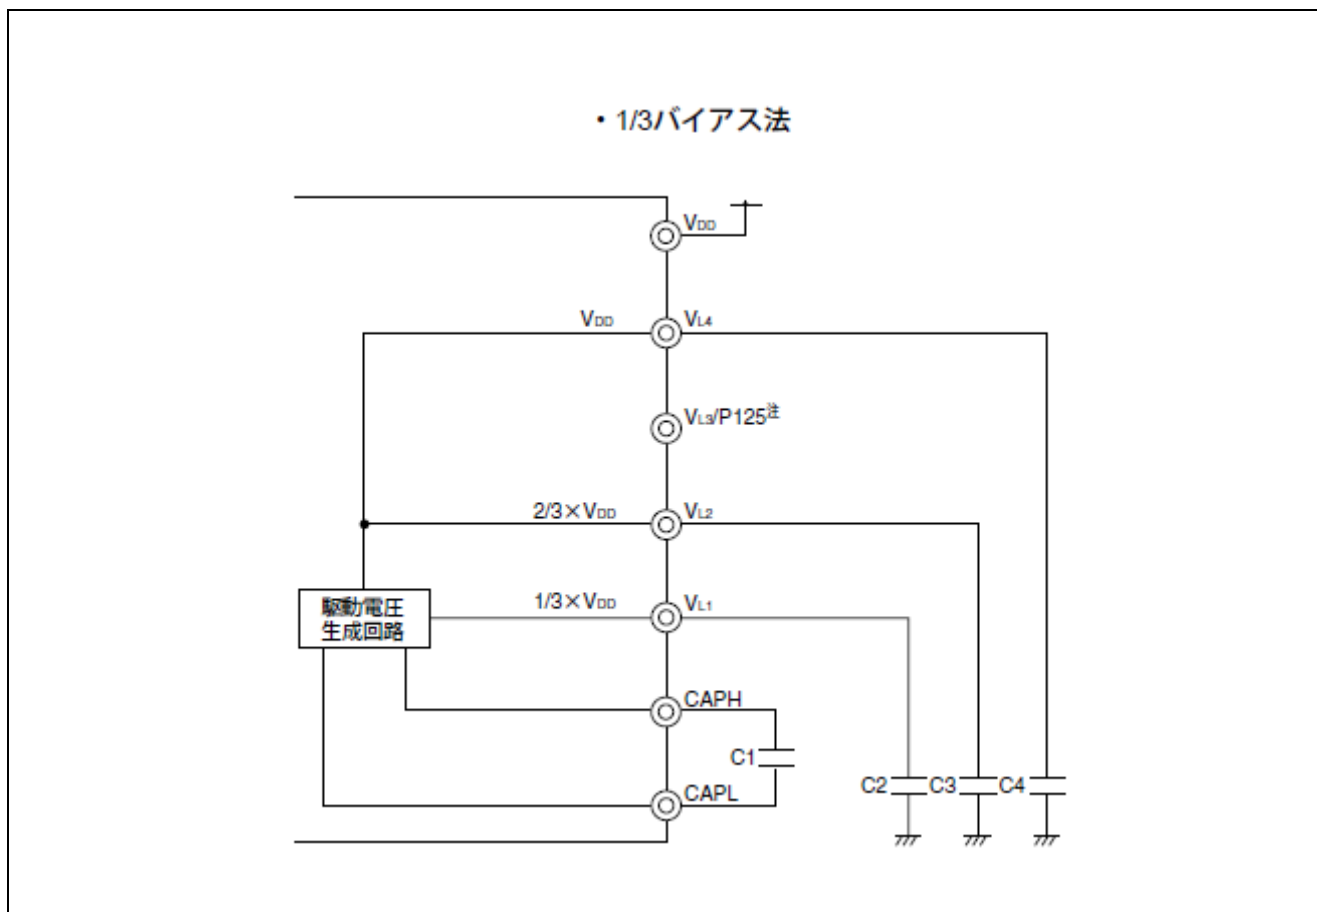 ・1/3バイアス法
VDD
VDD VL4
VL3/P125注
2/3×VDD VL2
1/3×VDD VL1
駆動電圧
生成回路
CAPH
C1
C2 C3 C4
CAPL